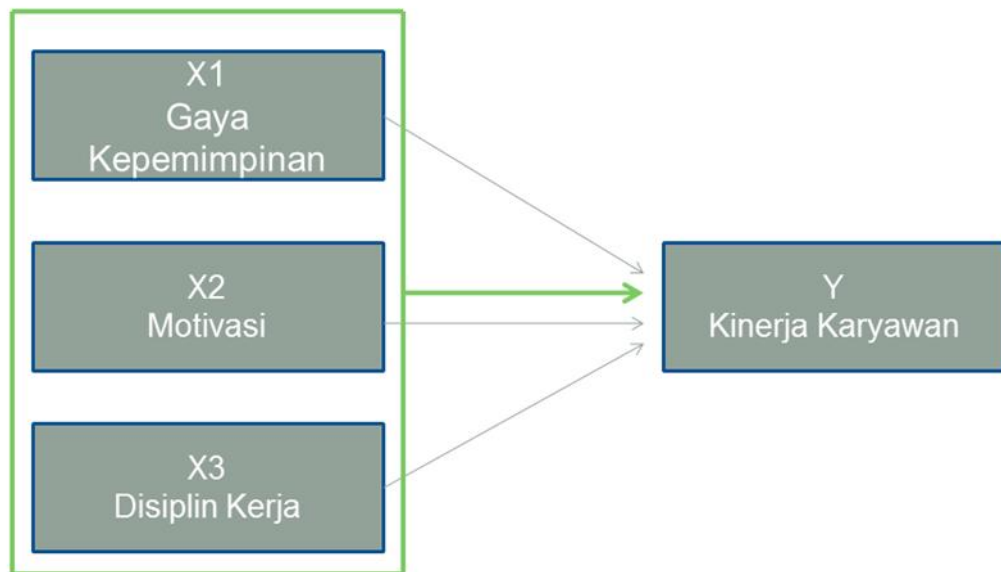 X1
Gaya
Kepemimpinan
X2
Motivasi
X3
Disiplin Kerja
Y
Kinerja Karyawan